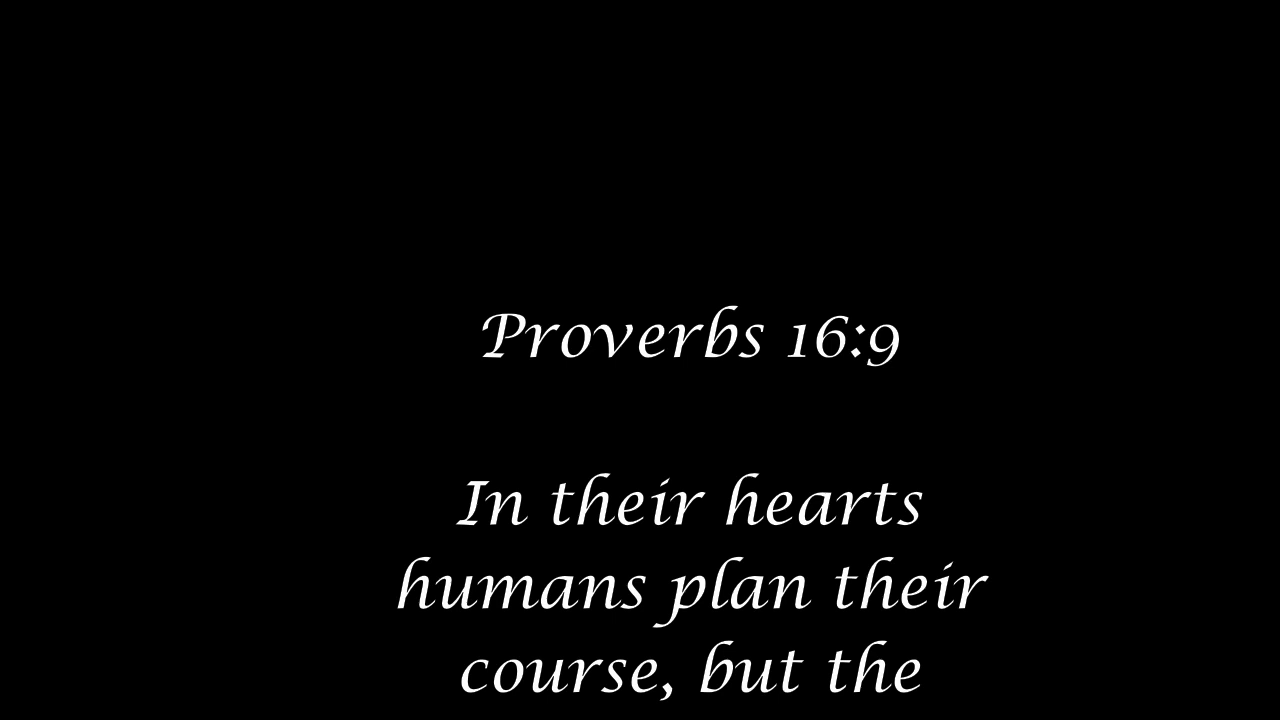 Proverbs 16:9
In their hearts
humans plan their
course, but the